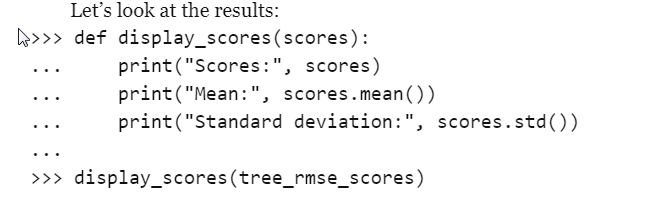 Let's look at the results:
>>> def display_scores(scores):
...     print("Scores:", scores)
...     print("Mean:", scores.mean())
...     print("Standard deviation:", scores.std())
...
>>> display_scores(tree_rmse_scores)